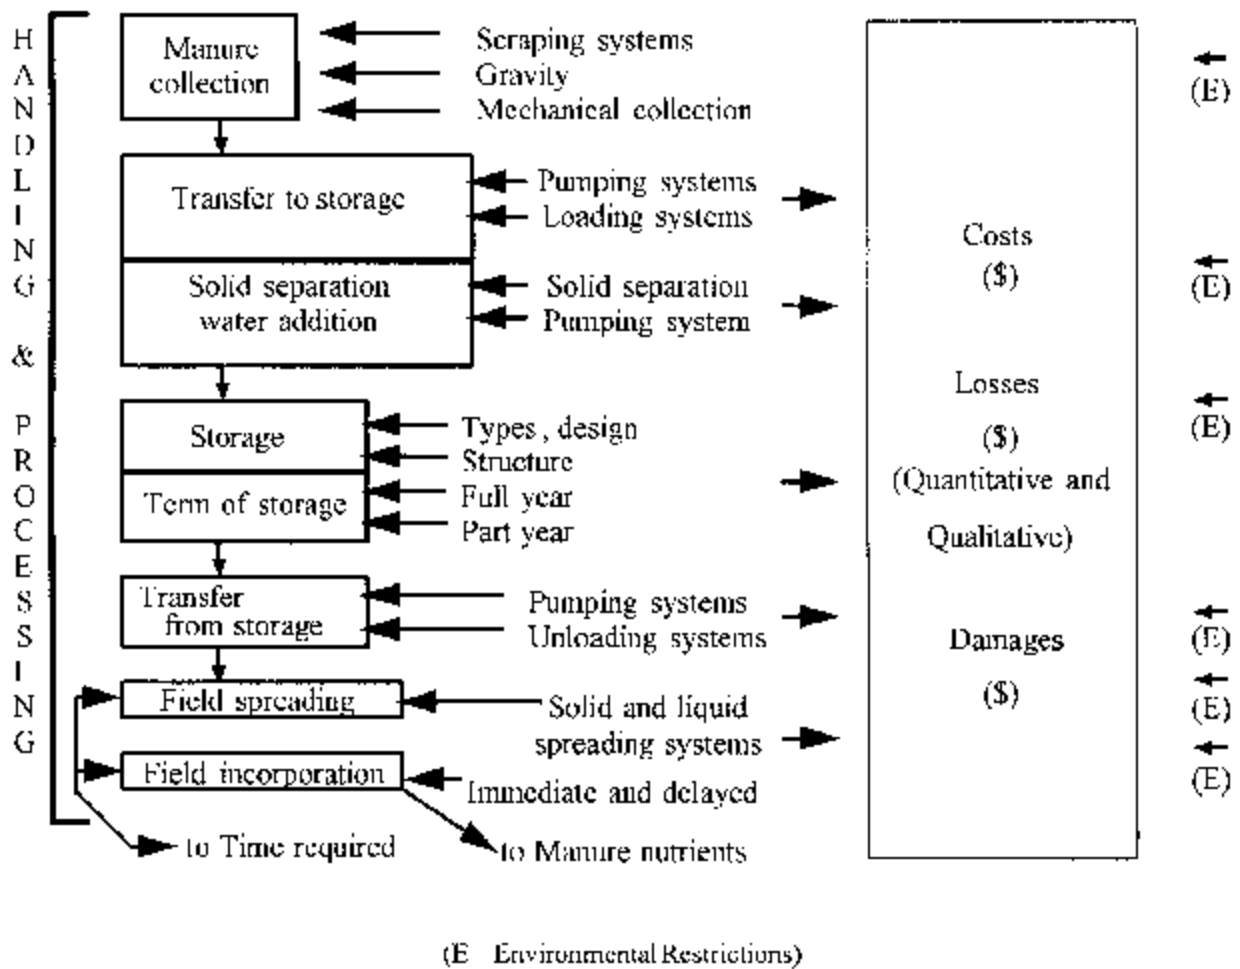 HANDLING & PROCESSING
Manure
collection
Scraping systems
Gravity
Mechanical collection
(E)
Transfer to storage
Pumping systems
Loading systems
Solid separation
water addition
Solid separation
Pumping system
Costs
($)
(E)
Storage
Types, design
Structure
Term of storage
Full year
Part year
Losses
($)
(Quantitative and
Qualitative)
(E)
Transfer
from storage
Pumping systems
Unloading systems
Damages
($)
(E)
Field spreading
Solid and liquid
spreading systems
(E)
Field incorporation
Immediate and delayed
(E)
to Time required
to Manure nutrients
(E Environmental Restrictions)